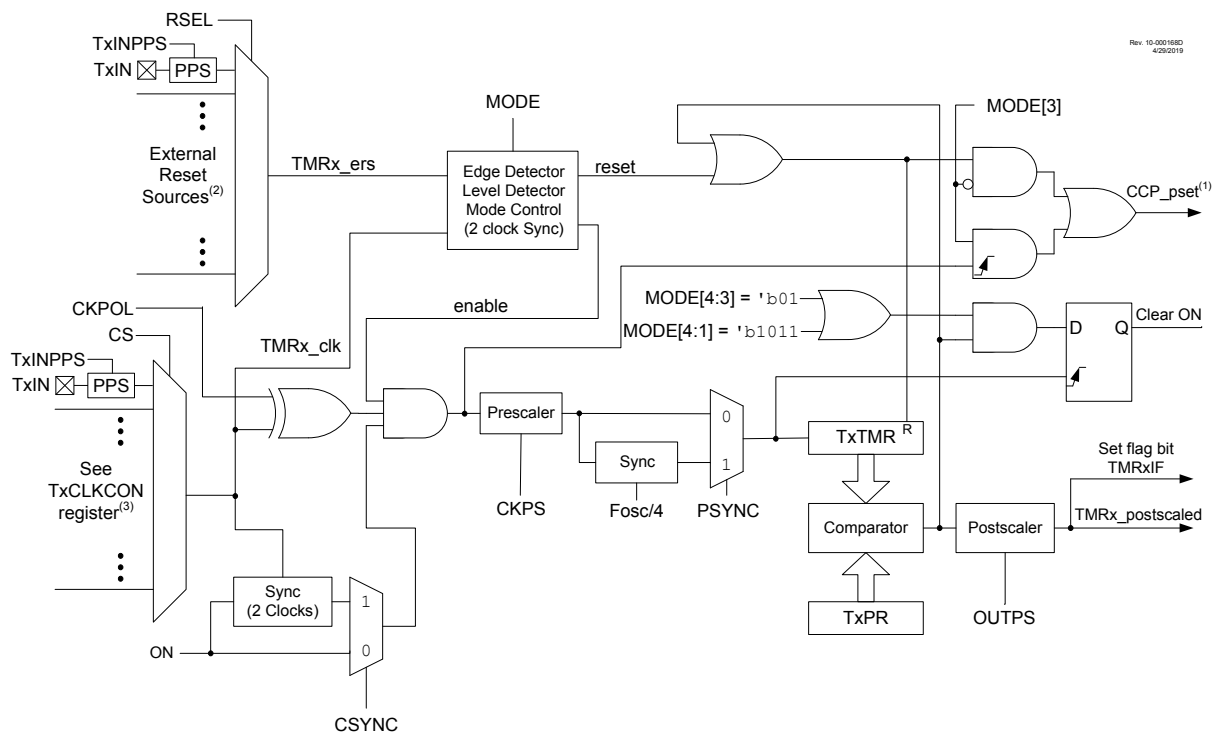 RSEL
Rev. 10-000168D
4/29/2019
TxINPPS
TxIN
PPS
MODE
MODE[3]
External
Reset
Sources(2)
TMRx_ers
Edge Detector
Level Detector
Mode Control
(2 clock Sync)
reset
CCP_pset(1)
enable
MODE[4:3] = 'b01
MODE[4:1] = 'b1011
CKPOL
CS
TMRx_clk
D
Q
Clear ON
TxINPPS
TxIN
PPS
Prescaler
0
1
Sync
TxTMR
R
CKPS
Fosc/4
PSYNC
Set flag bit
TMRxIF
See
TxCLKCON
register(3)
Comparator
Postscaler
TMRx_postscaled
Sync
(2 Clocks)
1
0
TxPR
OUTPS
ON
CSYNC